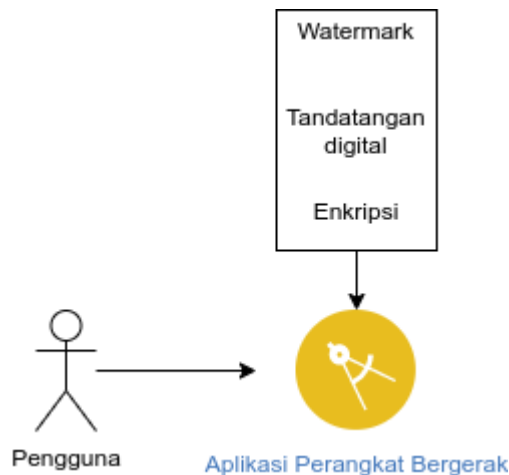 Watermark
Tandatangan
digital
Enkripsi
Pengguna
Aplikasi Perangkat Bergerak